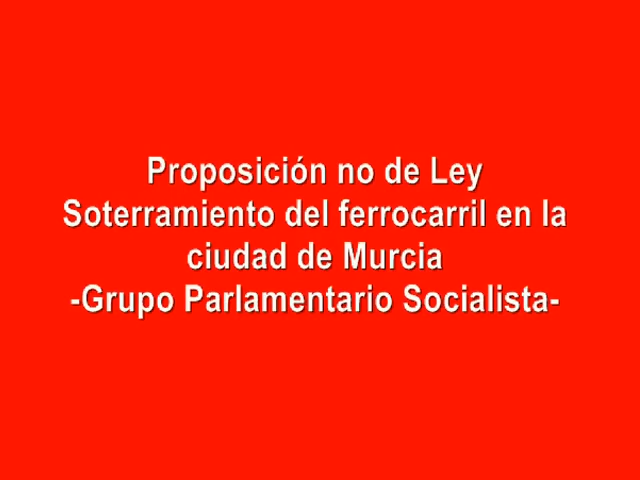 Proposición no de Ley
Soterramiento del ferrocarril en la
ciudad de Murcia
-Grupo Parlamentario Socialista-